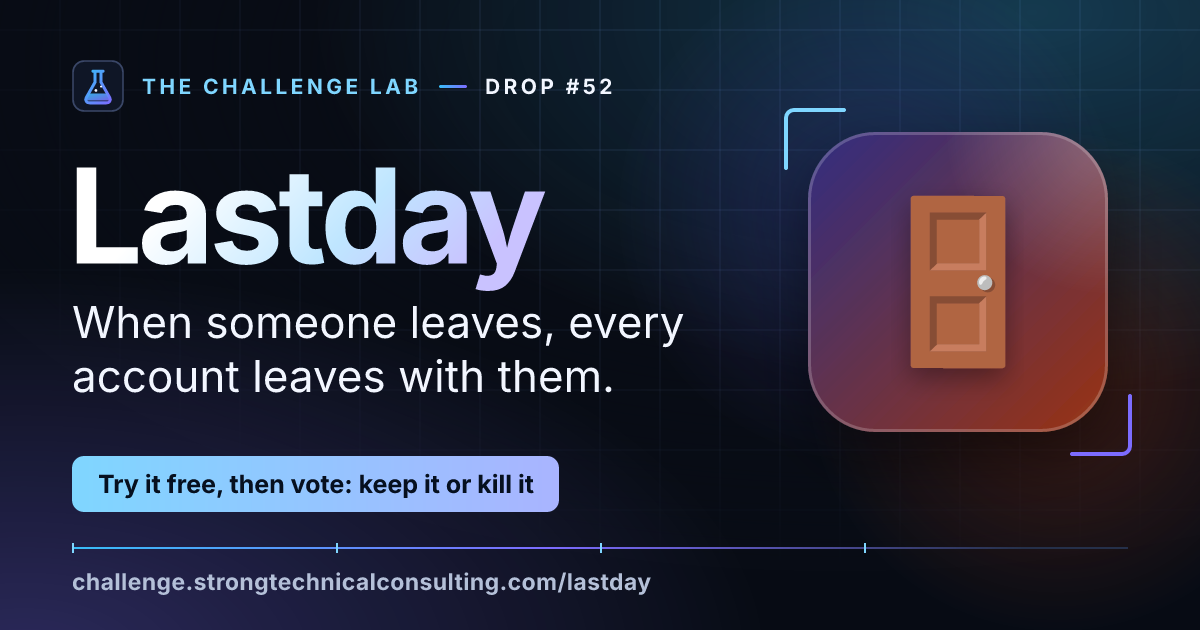 THE CHALLENGE LAB — DROP #52
Lastday
When someone leaves, every
account leaves with them.
Try it free, then vote: keep it or kill it
challenge.strongtechnicalconsulting.com/lastday